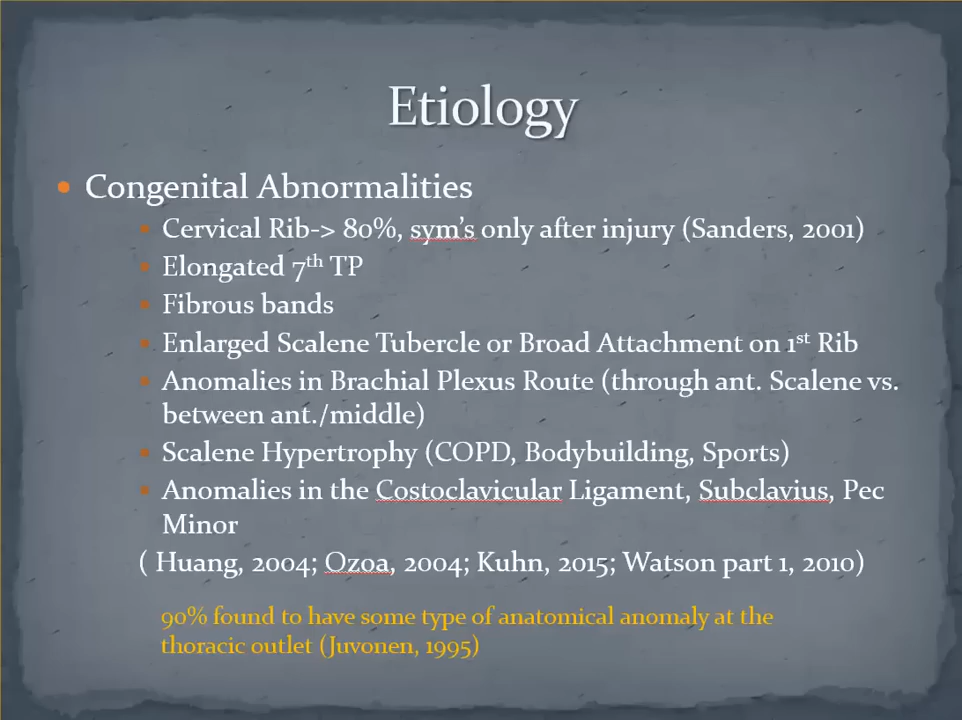 Etiology
Congenital Abnormalities
Cervical Rib-> 80%, sym's only after injury (Sanders, 2001)
Elongated 7th TP
Fibrous bands
Enlarged Scalene Tubercle or Broad Attachment on 1st Rib
Anomalies in Brachial Plexus Route (through ant. Scalene vs.
between ant./middle)
Scalene Hypertrophy (COPD, Bodybuilding, Sports)
Anomalies in the Costoclavicular Ligament, Subclavius, Pec
Minor
( Huang, 2004; Ozoa, 2004; Kuhn, 2015; Watson part 1, 2010)
90% found to have some type of anatomical anomaly at the
thoracic outlet (Juvonen, 1995)